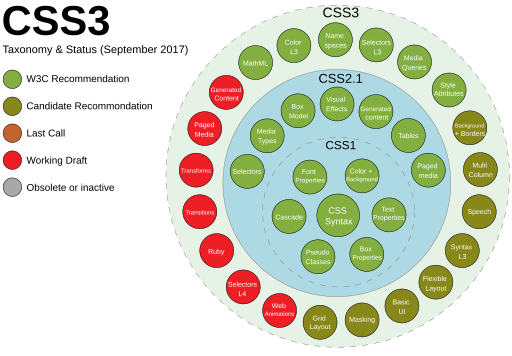 CSS3
Taxonomy & Status (September 2017)
W3C Recommendation
Candidate Recommondation
Last Call
Working Draft
Obsolete or inactive
CSS3
Name
spaces
Selectors
L3
Media
Queries
Style
Attributes
Background
+ Borders
Multi
Column
Speech
Syntax
L3
Flexible
Layout
Basic
UI
Masking
Grid
Layout
Web
Animations
Selectors
L4
Ruby
Transitions
Transforms
Paged
Media
Generated
Content
MathML
Color
L3
CSS2.1
Visual
Effects
Generated
content
Tables
Paged
media
Selectors
Media
Types
Box
Model
CSS1
Font
Properties
Color +
Background
Text
Properties
Box
Properties
Pseudo
Classes
Cascade
CSS
Syntax